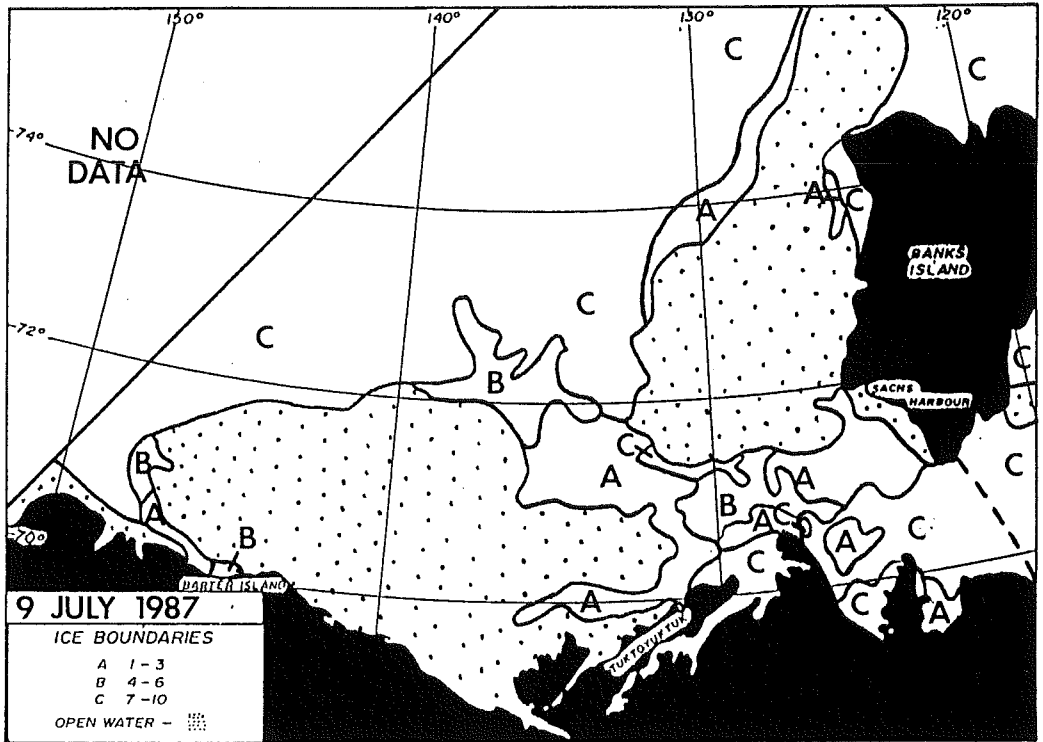 150°
140°
130°
120°
C
C
74°
NO
DATA
A
A
C
BANKS
ISLAND
72°
C
C
B
C
SACHS
HARBOUR
C
B
A
A
C
A
B
C
A
C
70°
B
A
C
C
A
BARTER ISLAND
A
TUKTOYUKTUK
9 JULY 1987
ICE BOUNDARIES
A 1-3
B 4-6
C 7-10
OPEN WATER -